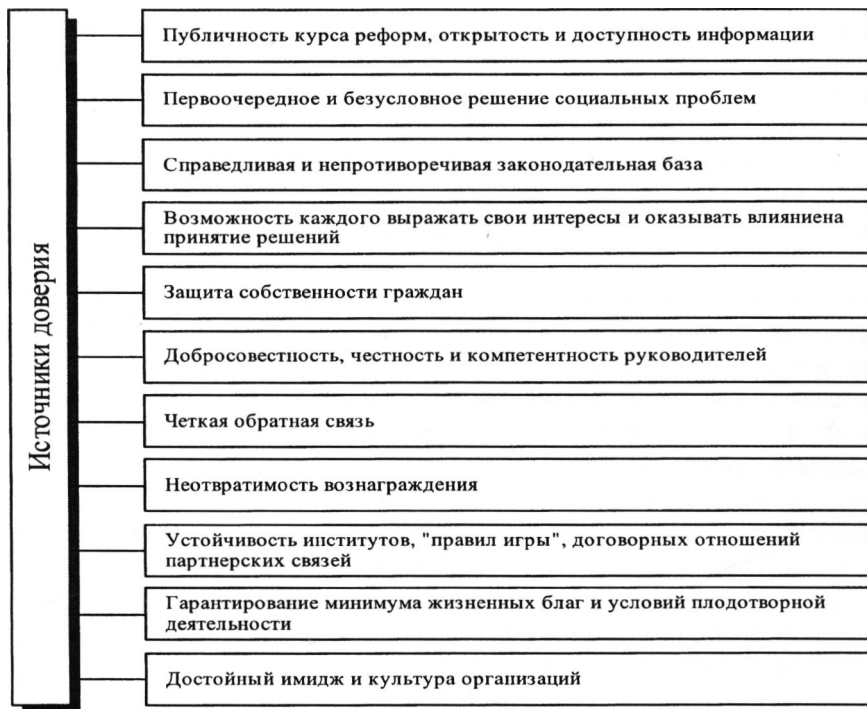 Источники доверия
Публичность курса реформ, открытость и доступность информации
Первоочередное и безусловное решение социальных проблем
Справедливая и непротиворечивая законодательная база
Возможность каждого выражать свои интересы и оказывать влияниена
принятие решений
Защита собственности граждан
Добросовестность, честность и компетентность руководителей
Четкая обратная связь
Неотвратимость вознаграждения
Устойчивость институтов, "правил игры", договорных отношений
партнерских связей
Гарантирование минимума жизненных благ и условий плодотворной
деятельности
Достойный имидж и культура организаций